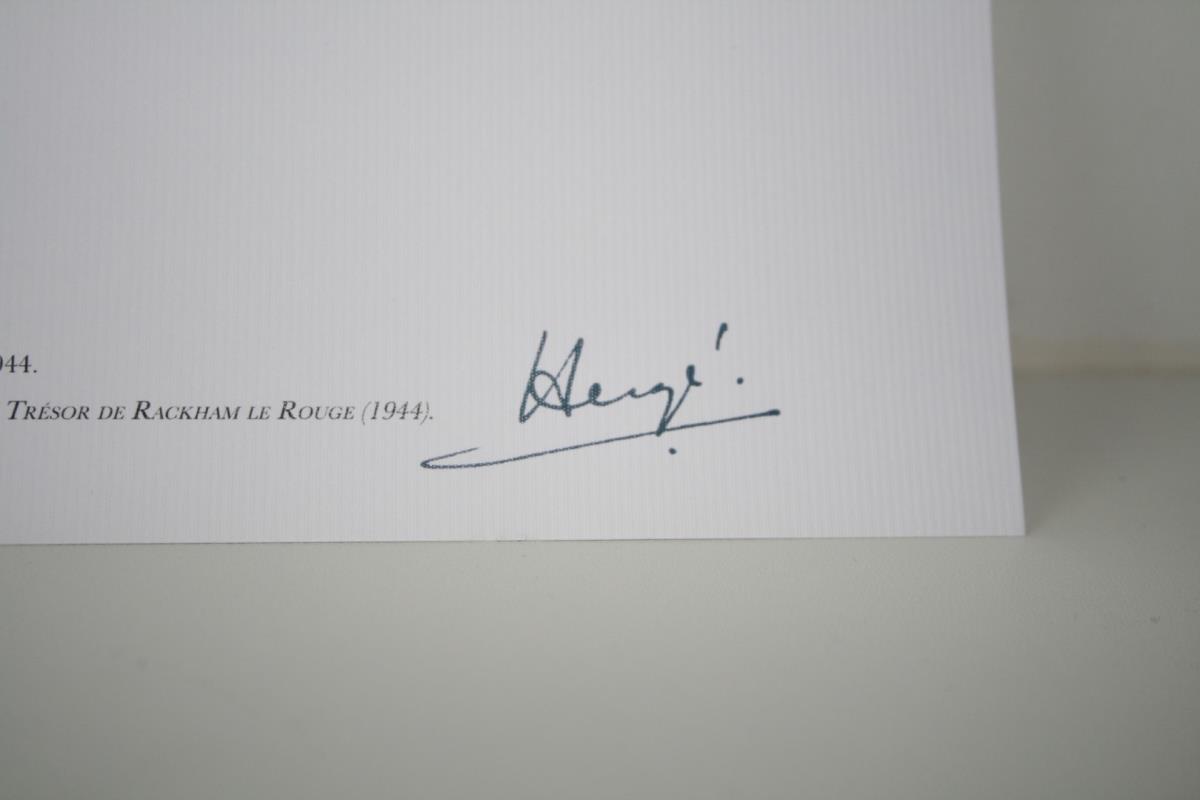 944.
TRÉSOR DE RACKHAM LE ROUGE (1944).
Hergé